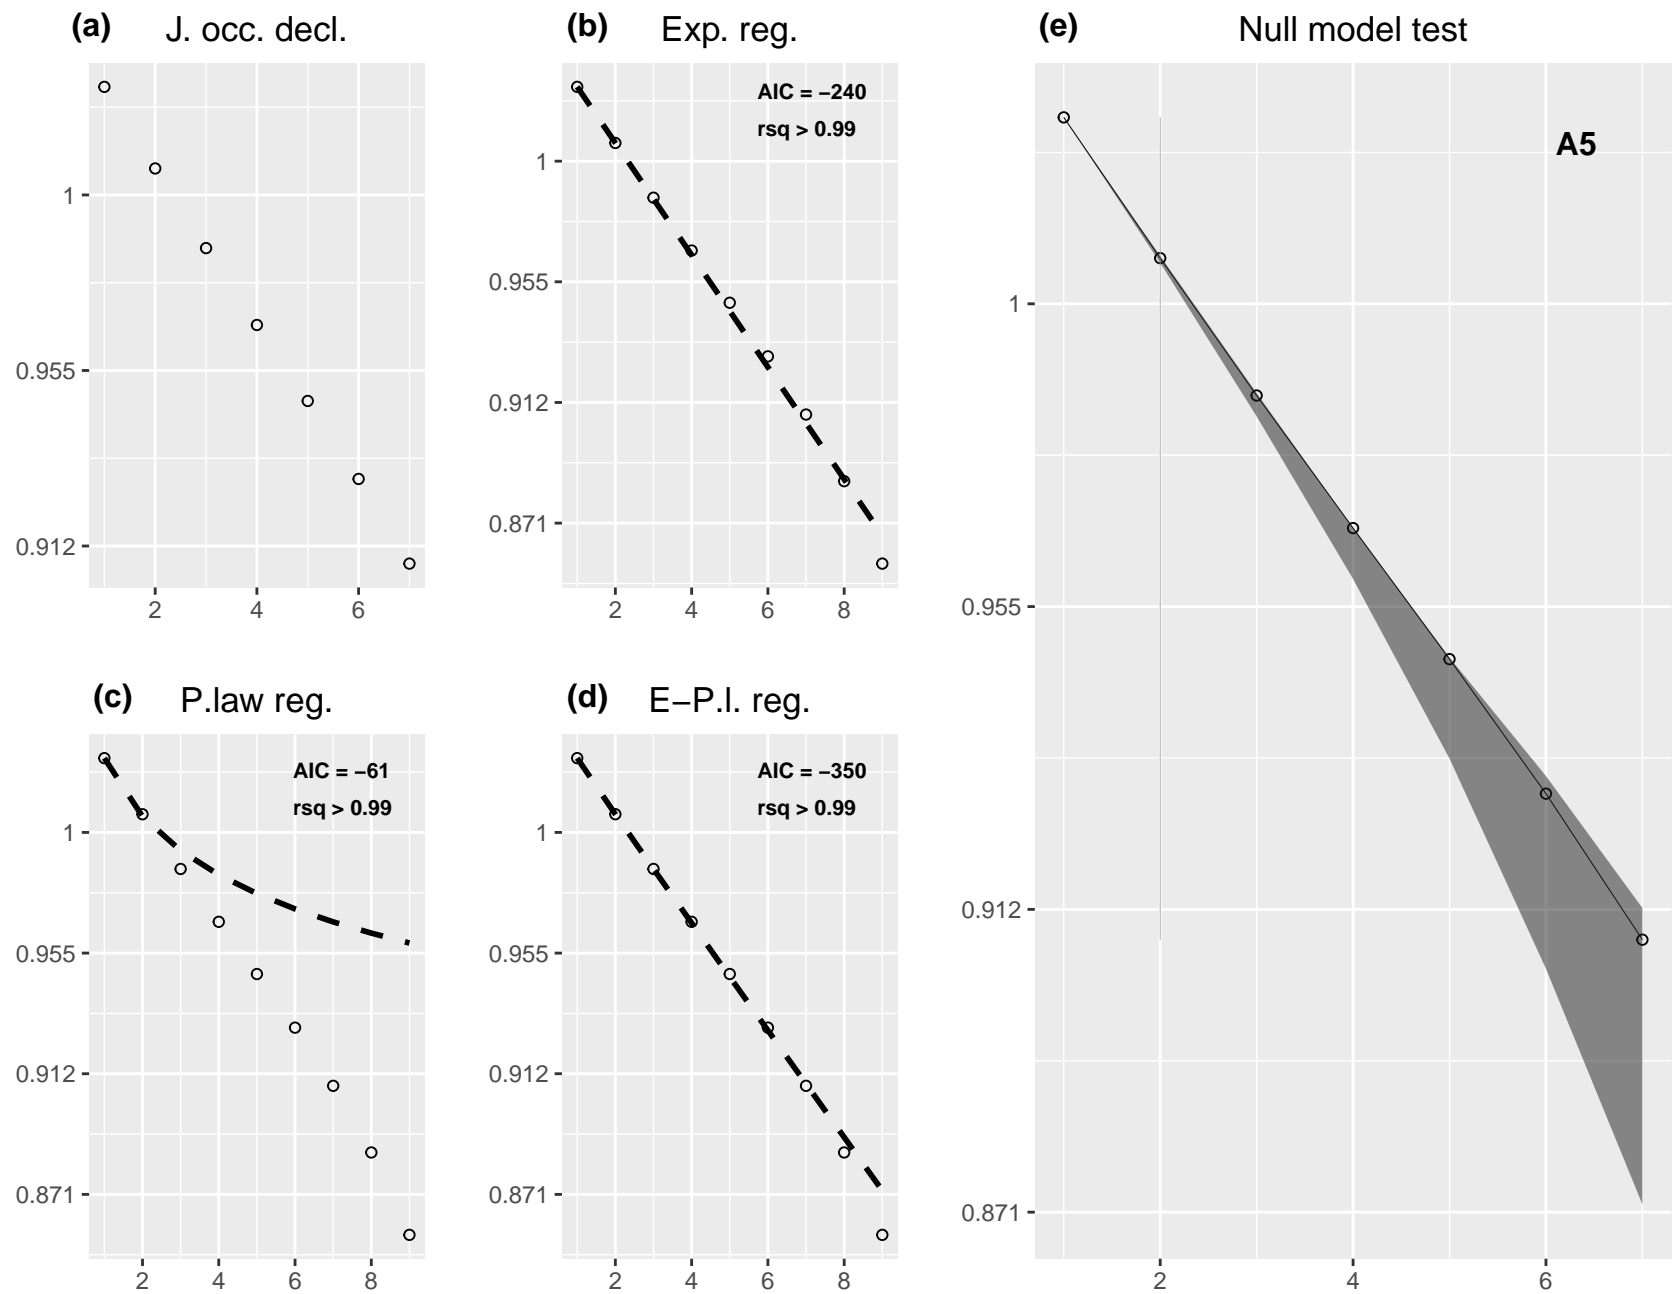 (a) J. occ. decl.
1
0.955
0.912
2 4 6
(b) Exp. reg.
AIC = −240
rsq > 0.99
1
0.955
0.912
0.871
2 4 6 8
(c) P.law reg.
AIC = −61
rsq > 0.99
1
0.955
0.912
0.871
2 4 6 8
(d) E−P.l. reg.
AIC = −350
rsq > 0.99
1
0.955
0.912
0.871
2 4 6 8
(e) Null model test
A5
1
0.955
0.912
0.871
2 4 6